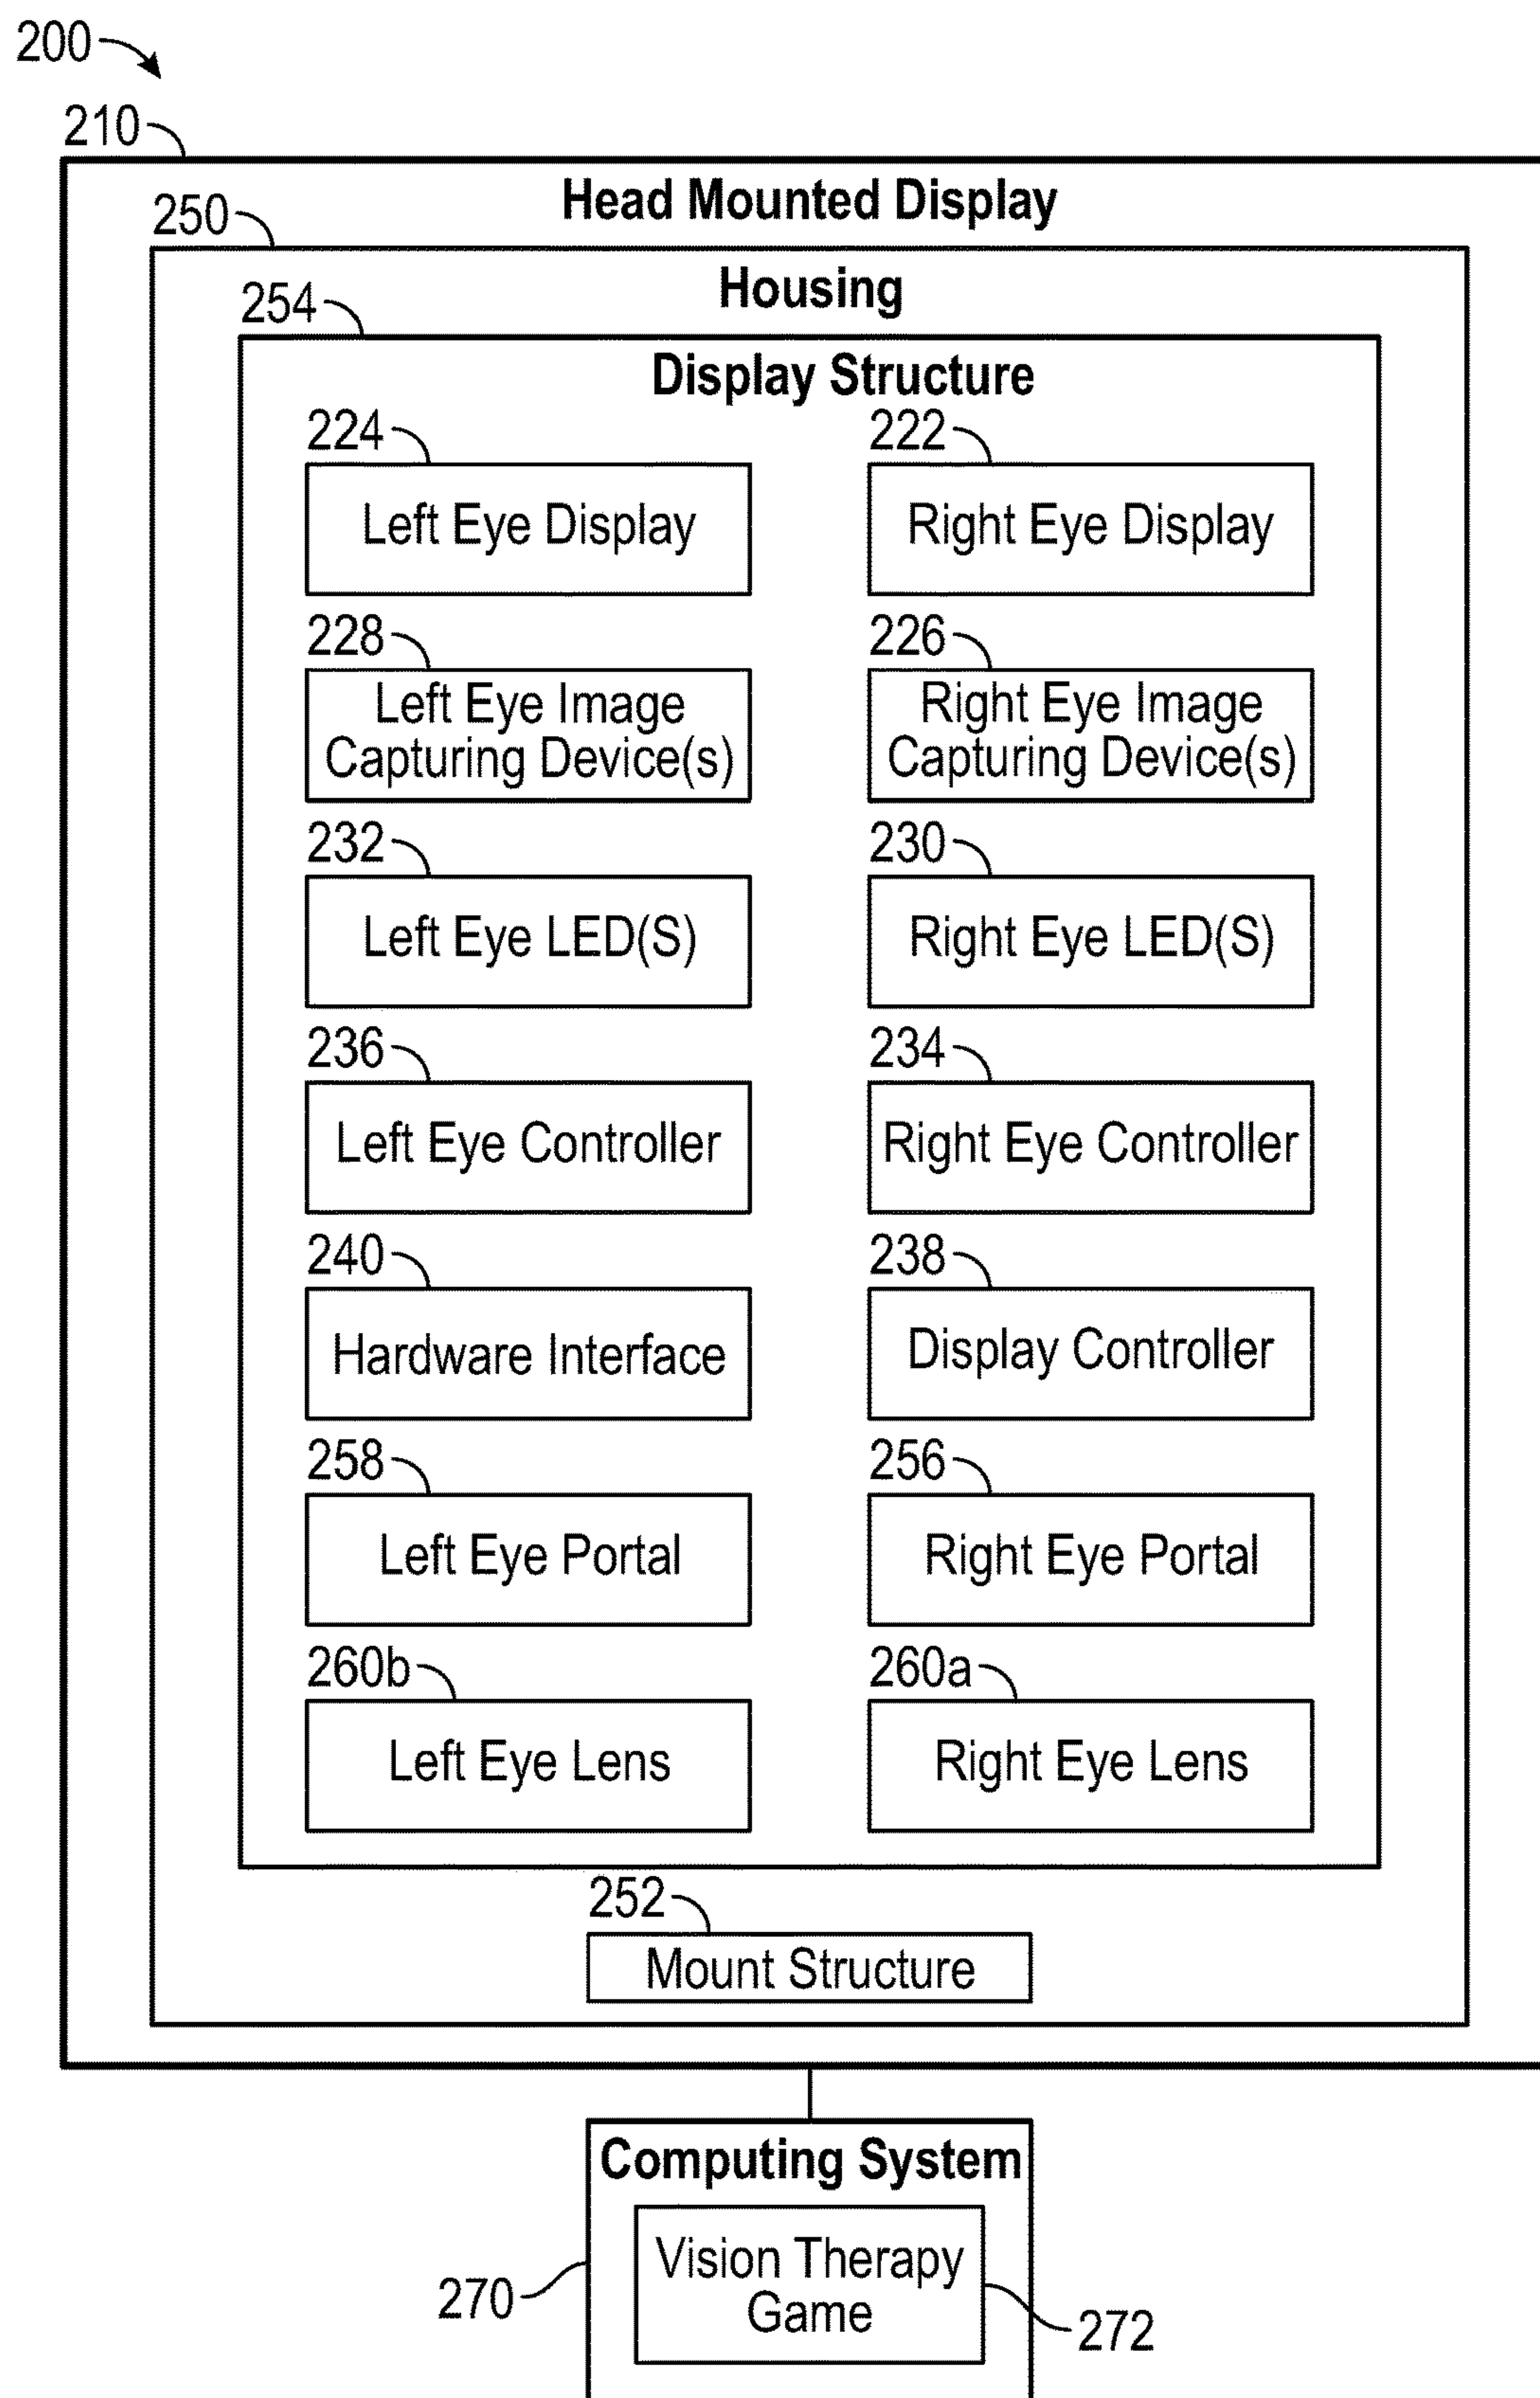 200
210
Head Mounted Display
250
Housing
254
Display Structure
224
222
Left Eye Display
Right Eye Display
228
226
Left Eye Image
Capturing Device(s)
Right Eye Image
Capturing Device(s)
232
230
Left Eye LED(S)
Right Eye LED(S)
236
234
Left Eye Controller
Right Eye Controller
240
238
Hardware Interface
Display Controller
258
256
Left Eye Portal
Right Eye Portal
260b
260a
Left Eye Lens
Right Eye Lens
252
Mount Structure
Computing System
Vision Therapy
Game
270
272